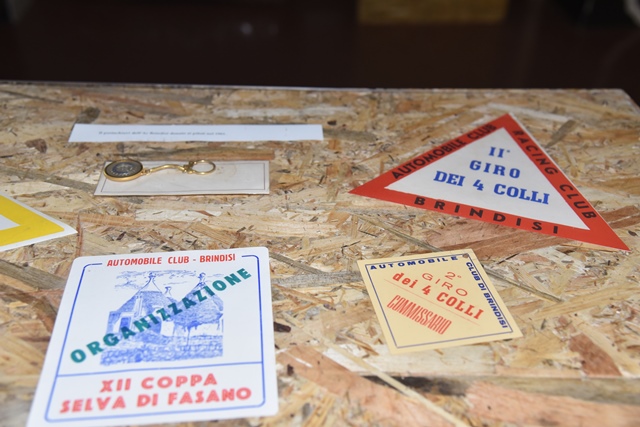 AUTOMOBILE CLUB
RACING CLUB
BRINDISI
II°
GIRO
DEI 4 COLLI
AUTOMOBILE CLUB - BRINDISI
ORGANIZZAZIONE
XII COPPA
SELVA DI FASANO
AUTOMOBILE
CLUB DI BRINDISI
2°
GIRO
dei 4 COLLI
COMMISSARIO